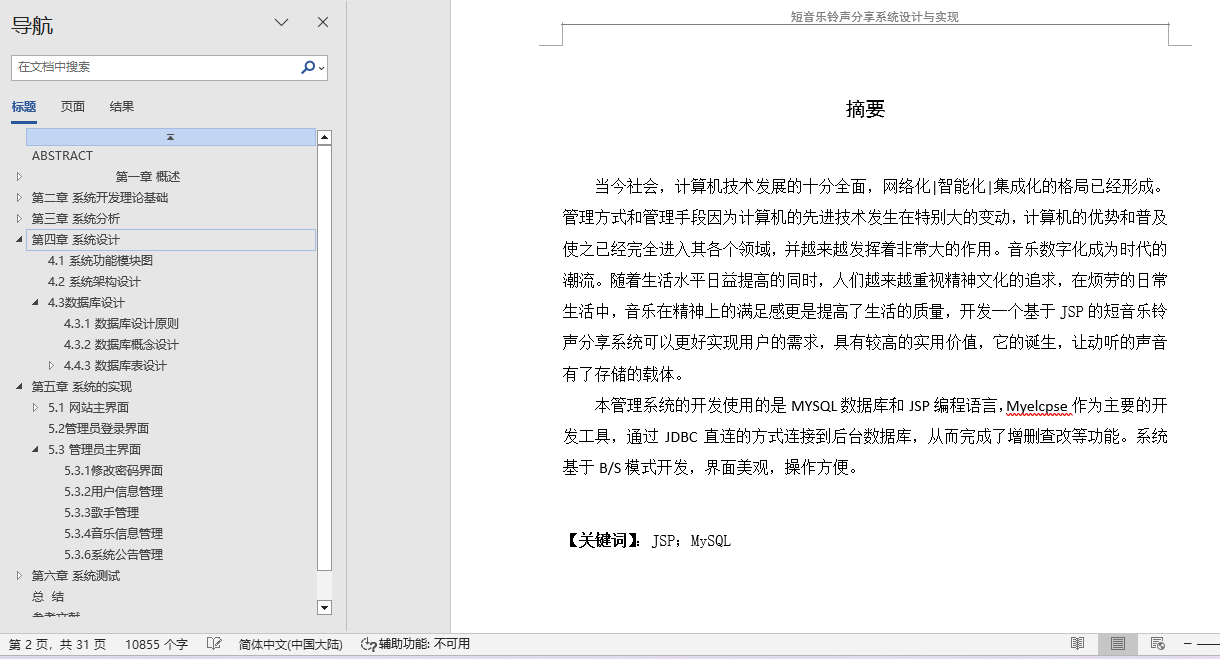 导航
在文档中搜索
标题 页面 结果
ABSTRACT
第一章 概述
第二章 系统开发理论基础
第三章 系统分析
第四章 系统设计
4.1 系统功能模块图
4.2 系统架构设计
4.3数据库设计
4.3.1 数据库设计原则
4.3.2 数据库概念设计
4.4.3 数据库表设计
第五章 系统的实现
5.1 网站主界面
5.2管理员登录界面
5.3 管理员主界面
5.3.1修改密码界面
5.3.2用户信息管理
5.3.3歌手管理
5.3.4音乐信息管理
5.3.6系统公告管理
第六章 系统测试
总 结
参考文献
短音乐铃声分享系统设计与实现
摘要
当今社会，计算机技术发展的十分全面，网络化|智能化|集成化的格局已经形成。
管理方式和管理手段因为计算机的先进技术发生在特别大的变动，计算机的优势和普及
使之已经完全进入其各个领域，并越来越发挥着非常大的作用。音乐数字化成为时代的
潮流。随着生活水平日益提高的同时，人们越来越重视精神文化的追求，在烦劳的日常
生活中，音乐在精神上的满足感更是提高了生活的质量，开发一个基于 JSP 的短音乐铃
声分享系统可以更好实现用户的需求，具有较高的实用价值，它的诞生，让动听的声音
有了存储的载体。
本管理系统的开发使用的是 MYSQL 数据库和 JSP 编程语言，Myelcpse 作为主要的开
发工具，通过 JDBC 直连的方式连接到后台数据库，从而完成了增删查改等功能。系统
基于 B/S 模式开发，界面美观，操作方便。
【关键词】：JSP；MySQL
第 2 页，共 31 页 10855 个字 简体中文(中国大陆) 辅助功能: 不可用